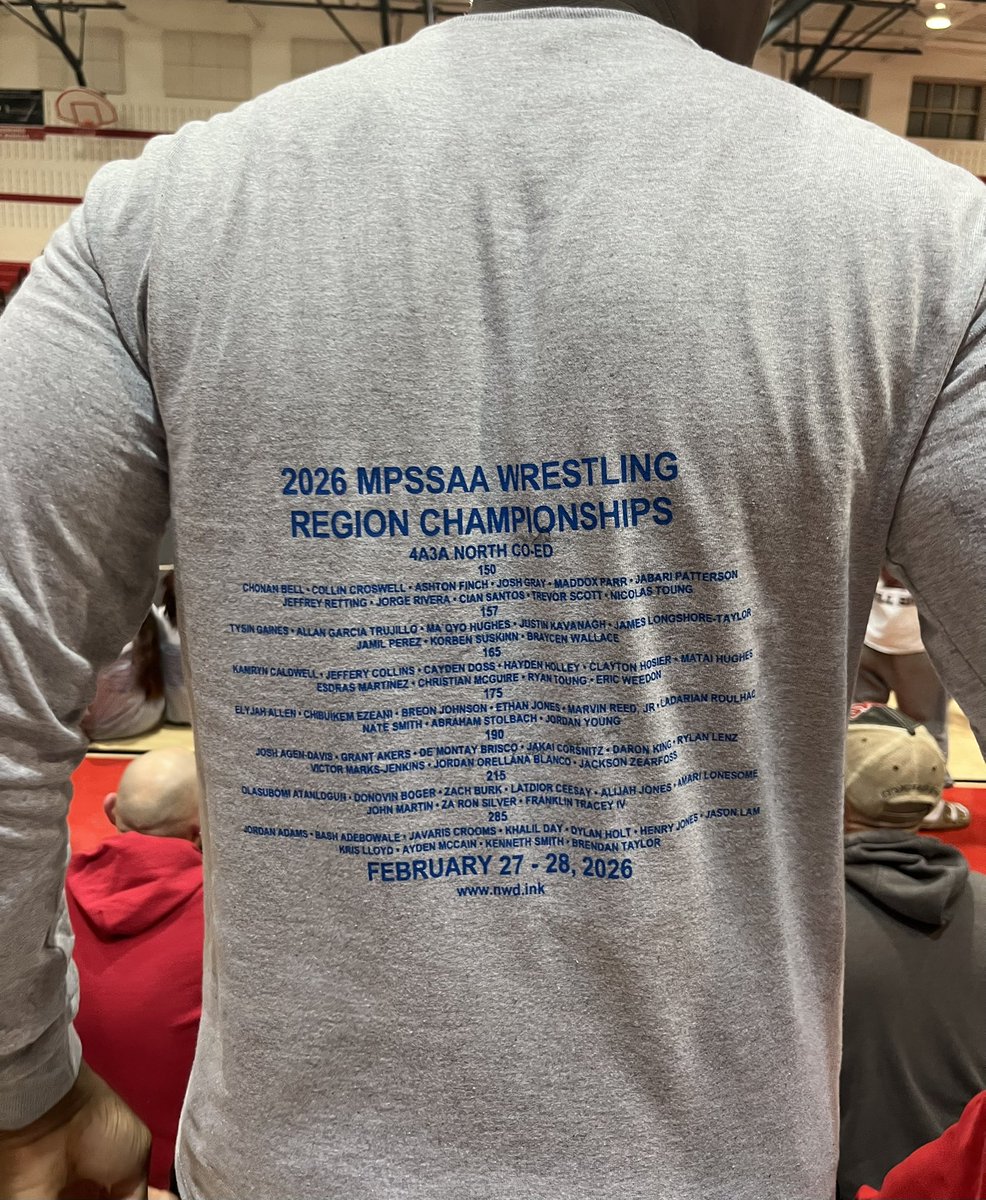 2026 MPSSAA WRESTLING
REGION CHAMPIONSHIPS
4A3A NORTH CO-ED
150
CHONAN BELL • COLLIN CROSWELL • ASHTON FINCH • JOSH GRAY • MADDOX PARR • JABARI PATTERSON
JEFFREY RETTING • JORGE RIVERA • CIAN SANTOS • TREVOR SCOTT • NICOLAS TOUNG
157
TYSIN GAINES • ALLAN GARCIA TRUJILLO • MA'QYO HUGHES • JUSTIN KAVANAGH • JAMES LONGSHORE-TAYLOR
JAMIL PEREZ • KORBEN SUSKINN • BRAYCEN WALLACE
165
KAMRYN CALDWELL • JEFFERY COLLINS • CAYDEN DOSS • HAYDEN HOLLEY • CLAYTON HOSIER • MATAI HUGHES
ESDRAS MARTINEZ • CHRISTIAN MCGUIRE • RYAN TOUNG • ERIC WEEDON
175
ELYJAH ALLEN • CHIBUIKEM EZEANI • BREON JOHNSON • ETHAN JONES • MARVIN REED, JR • LADARIAN ROULHAC
NATE SMITH • ABRAHAM STOLBACH • JORDAN YOUNG
190
JOSH AGEN-DAVIS • GRANT AKERS • DE'MONTAY BRISCO • JAKAI CORSNITZ • DARON KING • RYLAN LENZ
VICTOR MARKS-JENKINS • JORDAN ORELLANA BLANCO • JACKSON ZEARFOSS
215
OLASUBOMI ATANLOGUN • DONOVIN BOGER • ZACH BURK • LATDIOR CEESAY • ALIJAH JONES • AMARI LONESOME
JOHN MARTIN • ZA'RON SILVER • FRANKLIN TRACEY IV
285
JORDAN ADAMS • BASH ADEBOWALE • JAVARIS CROOMS • KHALIL DAY • DYLAN HOLT • HENRY JONES • JASON LAM
KRIS LLOYD • AYDEN MCCAIN • KENNETH SMITH • BRENDAN TAYLOR
FEBRUARY 27 - 28, 2026
www.nwd.ink